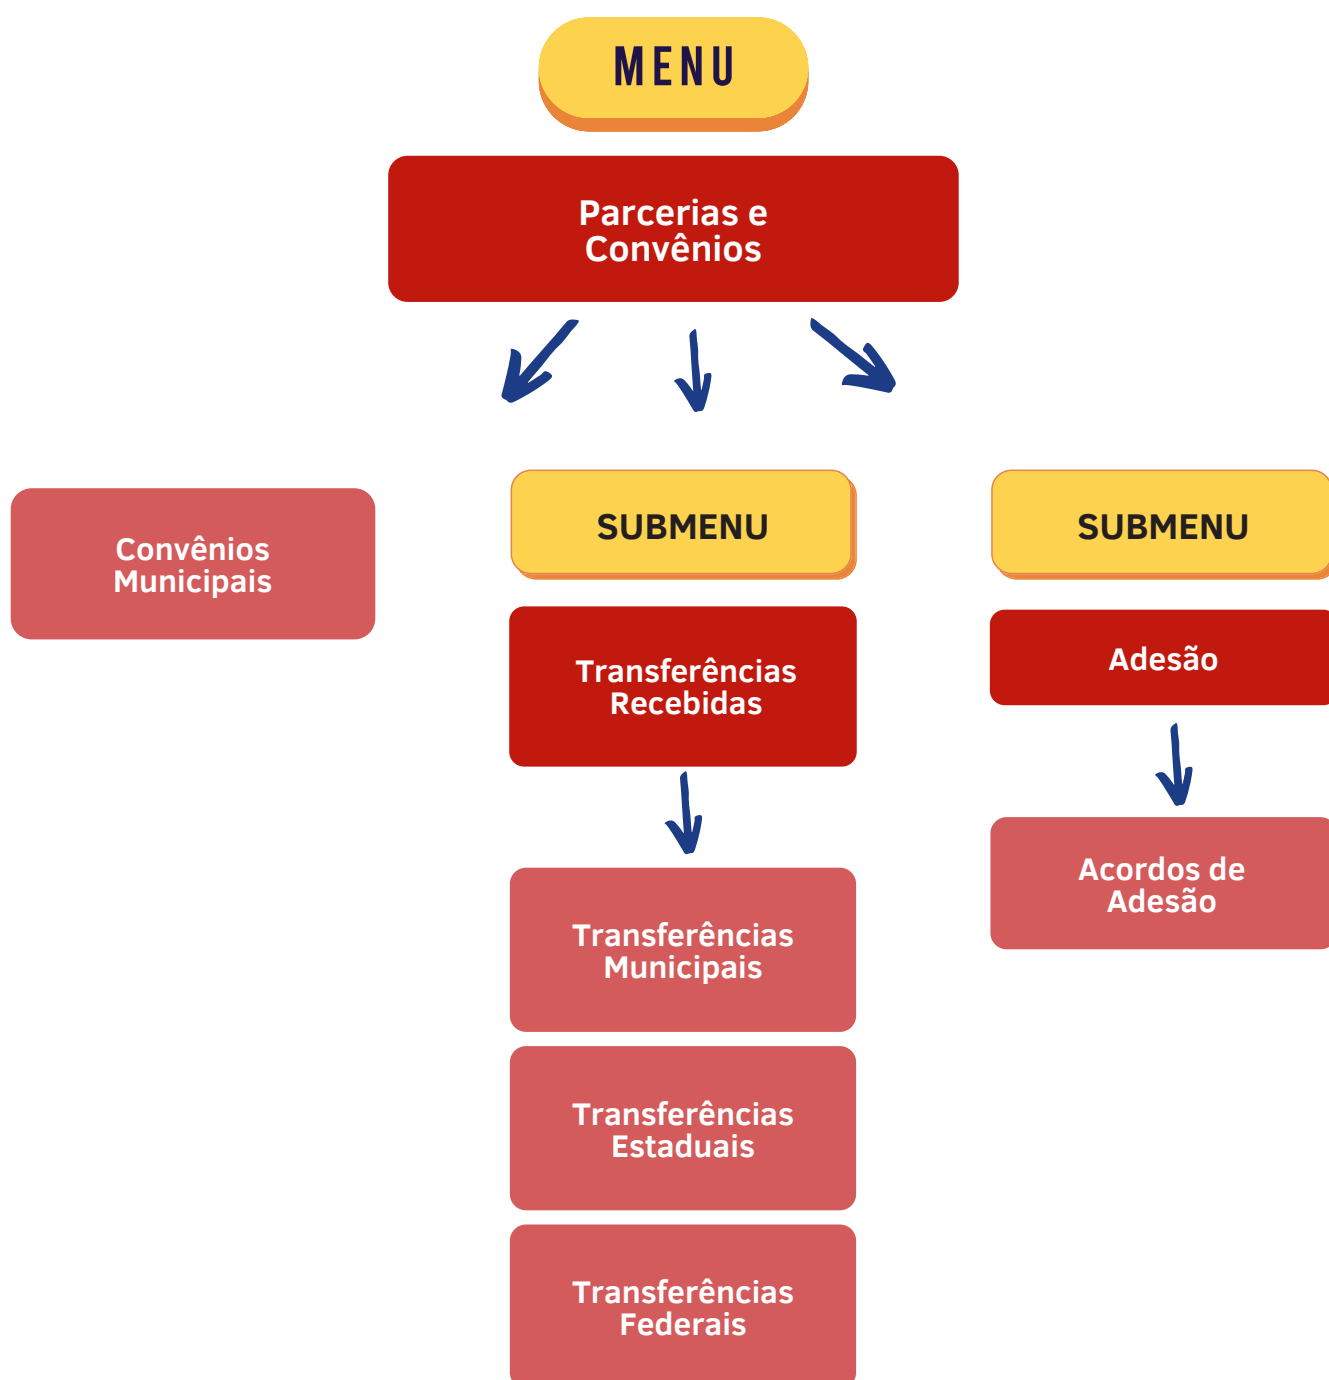 MENU
Parcerias e
Convênios
Convênios
Municipais
SUBMENU
Transferências
Recebidas
Transferências
Municipais
Transferências
Estaduais
Transferências
Federais
SUBMENU
Adesão
Acordos de
Adesão